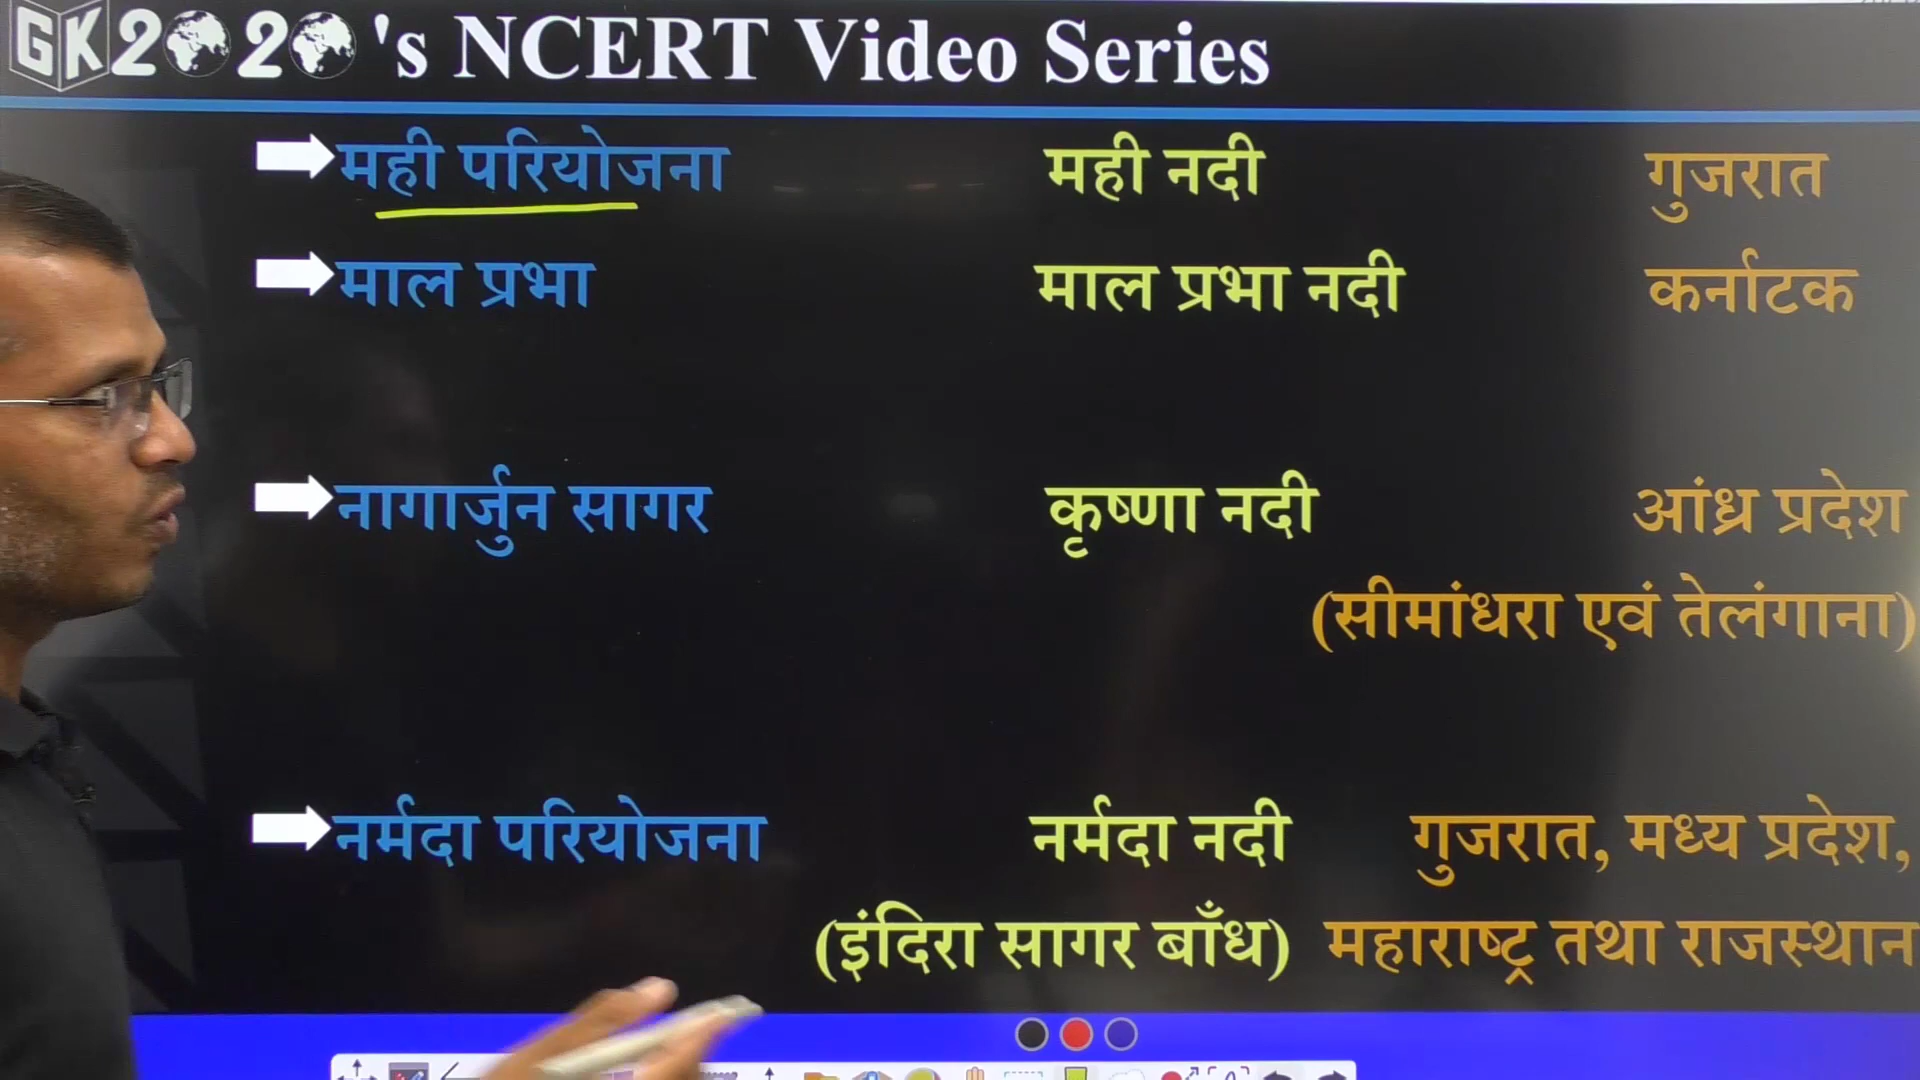 GK2020's NCERT Video Series
मही परियोजना मही नदी गुजरात
माल प्रभा माल प्रभा नदी कर्नाटक
नागार्जुन सागर कृष्णा नदी आंध्र प्रदेश
(सीमांधरा एवं तेलंगाना)
नर्मदा परियोजना नर्मदा नदी गुजरात, मध्य प्रदेश,
(इंदिरा सागर बाँध) महाराष्ट्र तथा राजस्थान